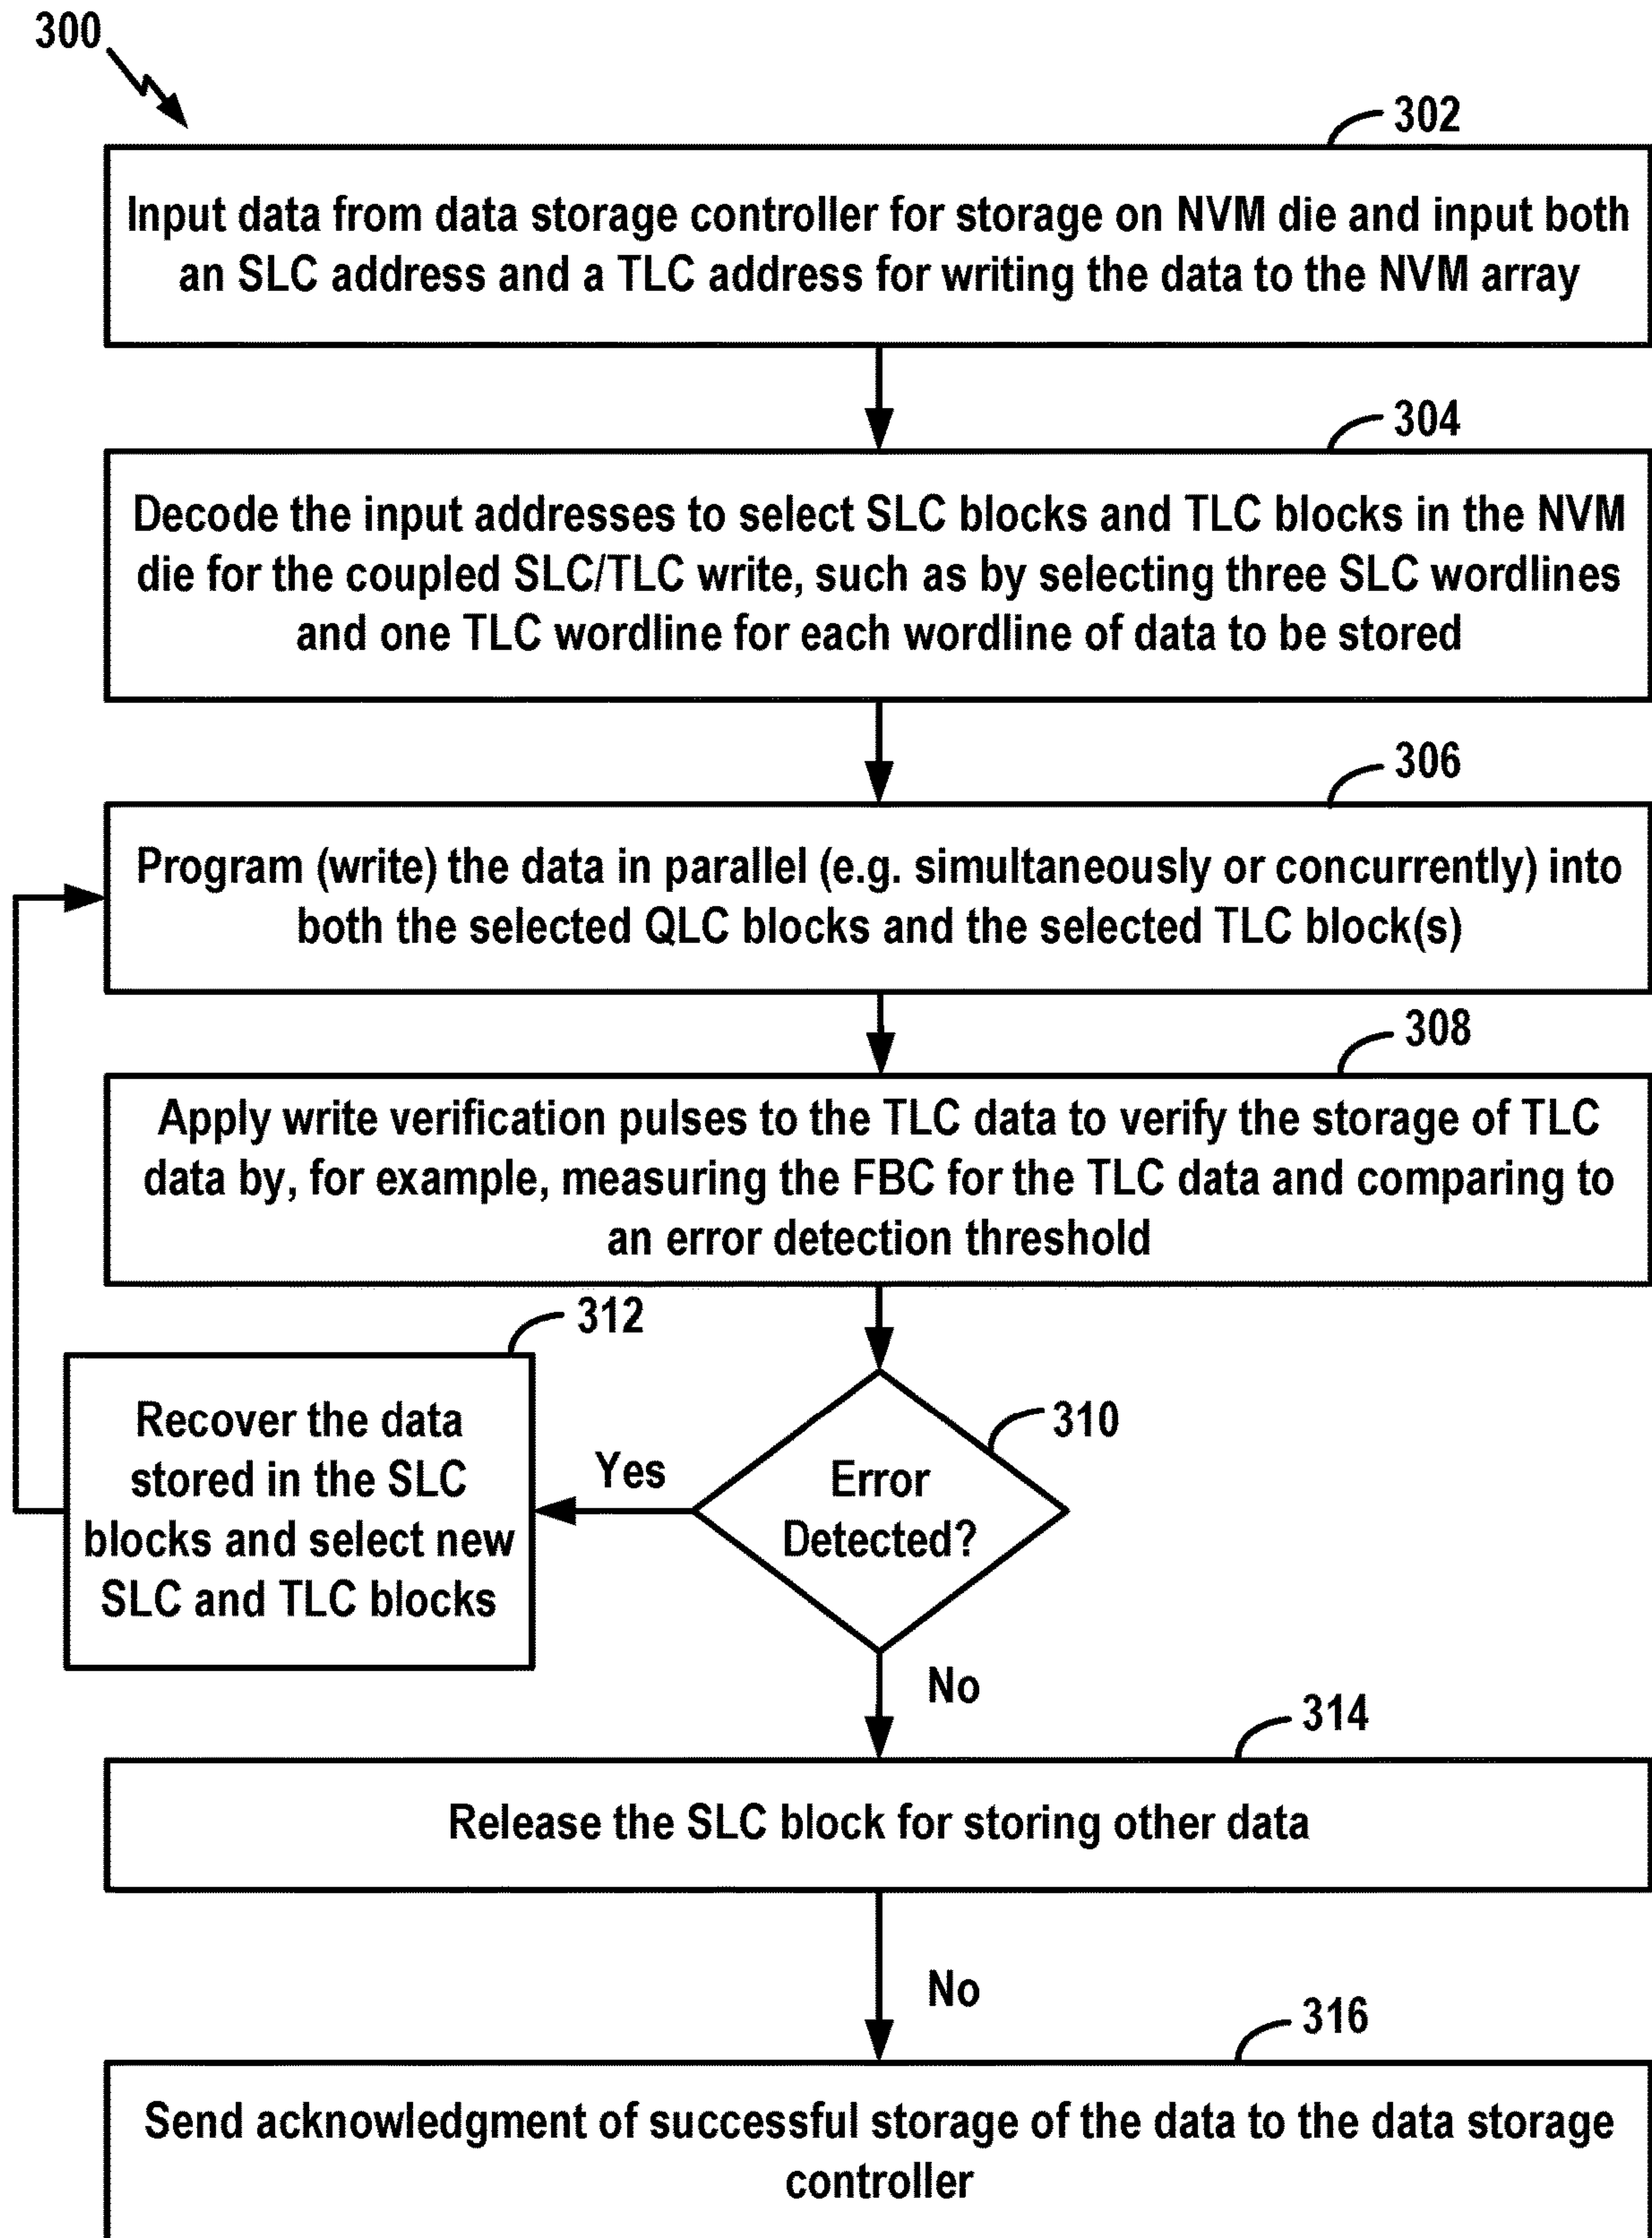 300
302
Input data from data storage controller for storage on NVM die and input both
an SLC address and a TLC address for writing the data to the NVM array
304
Decode the input addresses to select SLC blocks and TLC blocks in the NVM
die for the coupled SLC/TLC write, such as by selecting three SLC wordlines
and one TLC wordline for each wordline of data to be stored
306
Program (write) the data in parallel (e.g. simultaneously or concurrently) into
both the selected QLC blocks and the selected TLC block(s)
308
Apply write verification pulses to the TLC data to verify the storage of TLC
data by, for example, measuring the FBC for the TLC data and comparing to
an error detection threshold
312
Recover the data
stored in the SLC
blocks and select new
SLC and TLC blocks
Yes
310
Error
Detected?
No
314
Release the SLC block for storing other data
No
316
Send acknowledgment of successful storage of the data to the data storage
controller